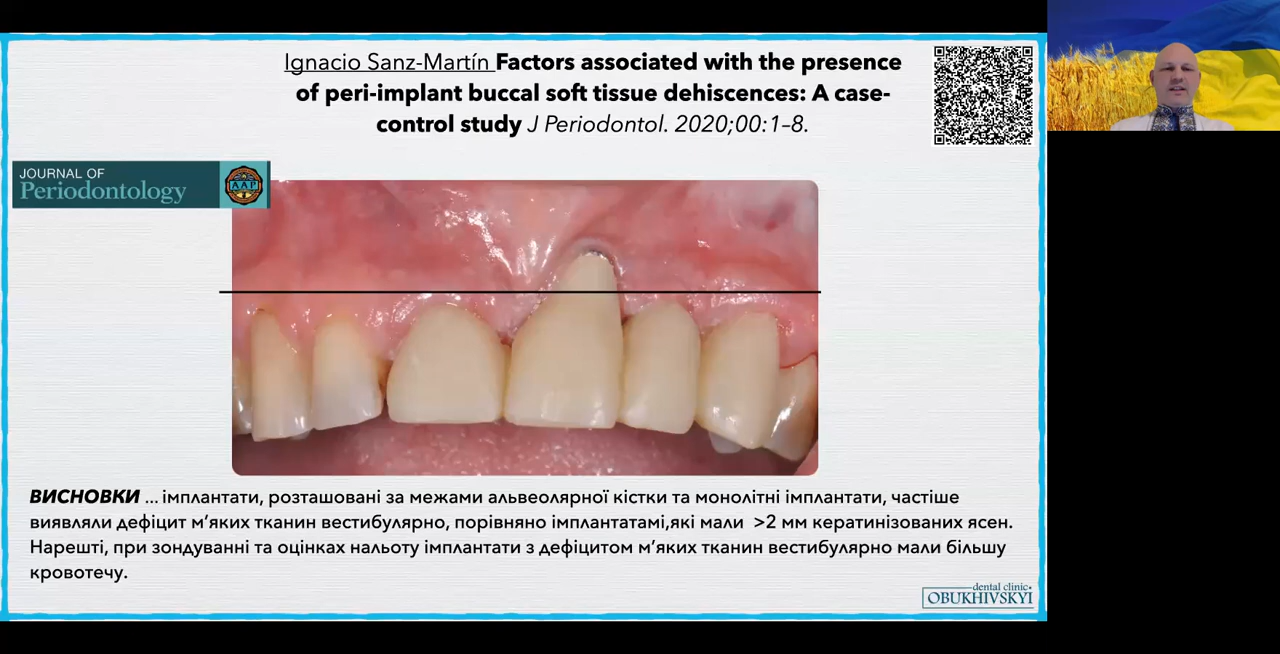 Ignacio Sanz-Martín Factors associated with the presence
of peri-implant buccal soft tissue dehiscences: A case-
control study J Periodontol. 2020;00:1–8.
JOURNAL OF
Periodontology
AAP
ВИСНОВКИ ... імплантати, розташовані за межами альвеолярної кістки та монолітні імплантати, частіше
виявляли дефіцит м’яких тканин вестибулярно, порівняно імплантатамі,які мали >2 мм кератинізованих ясен.
Нарешті, при зондуванні та оцінках нальоту імплантати з дефіцитом м’яких тканин вестибулярно мали більшу
кровотечу.
dental clinic
OBUKHIVSKYI